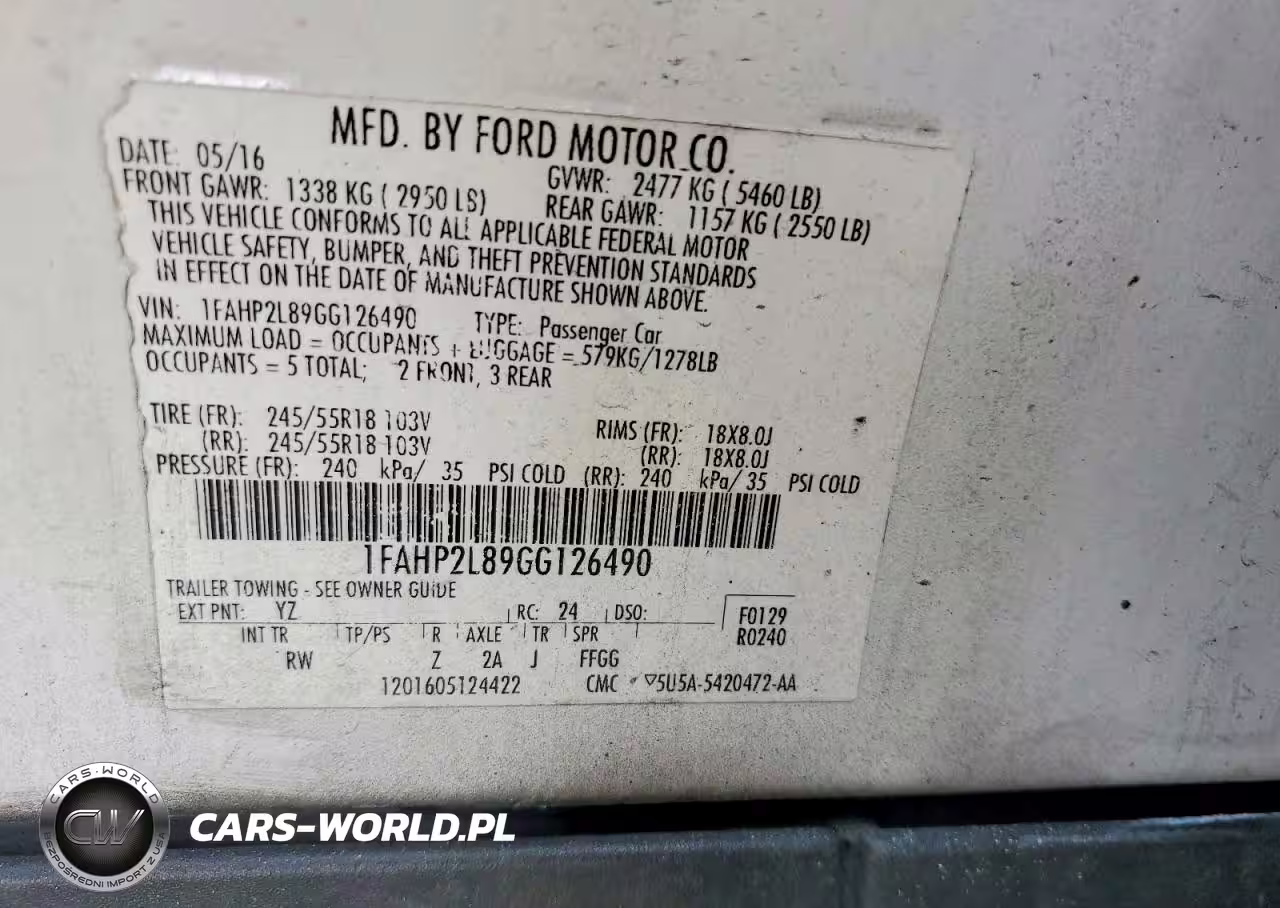 MFD. BY FORD MOTOR CO.
DATE: 05/16 GVWR: 2477 KG ( 5460 LB)
FRONT GAWR: 1338 KG ( 2950 LB) REAR GAWR: 1157 KG ( 2550 LB)
THIS VEHICLE CONFORMS TO ALL APPLICABLE FEDERAL MOTOR
VEHICLE SAFETY, BUMPER, AND THEFT PREVENTION STANDARDS
IN EFFECT ON THE DATE OF MANUFACTURE SHOWN ABOVE.
VIN: 1FAHP2L89GG126490 TYPE: Passenger Car
MAXIMUM LOAD = OCCUPANTS + LUGGAGE = 579KG/1278LB
OCCUPANTS = 5 TOTAL; 2 FRONT, 3 REAR
TIRE (FR): 245/55R18 103V RIMS (FR): 18X8.0J
(RR): 245/55R18 103V (RR): 18X8.0J
PRESSURE (FR): 240 kPa/ 35 PSI COLD (RR): 240 kPa/ 35 PSI COLD
1FAHP2L89GG126490
TRAILER TOWING - SEE OWNER GUIDE
EXT PNT: YZ RC: 24 DSO: F0129
INT TR TP/PS R AXLE TR SPR R0240
RW Z 2A J FFGG
1201605124422 CMC ▽5U5A-5420472-AA
CARS-WORLD
CW
BEZPOŚREDNI IMPORT Z USA
CARS-WORLD.PL